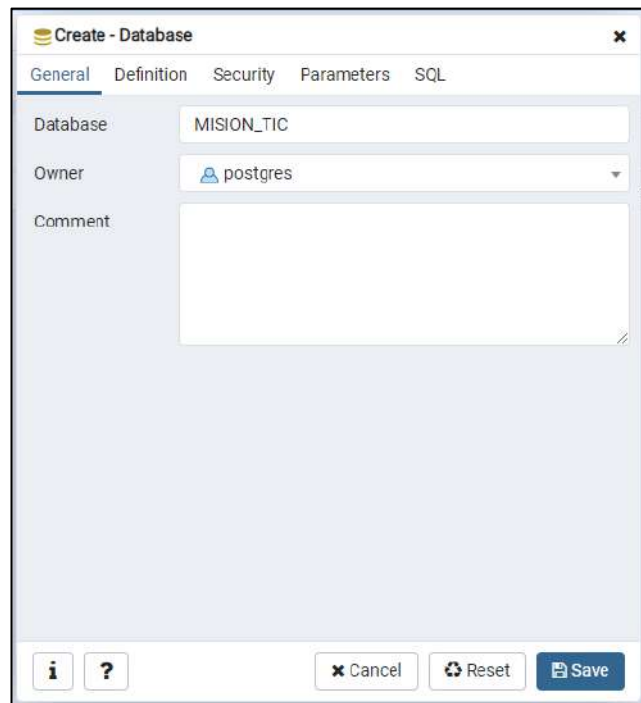 Create - Database
General Definition Security Parameters SQL
Database MISION_TIC
Owner postgres
Comment
i ? Cancel Reset Save